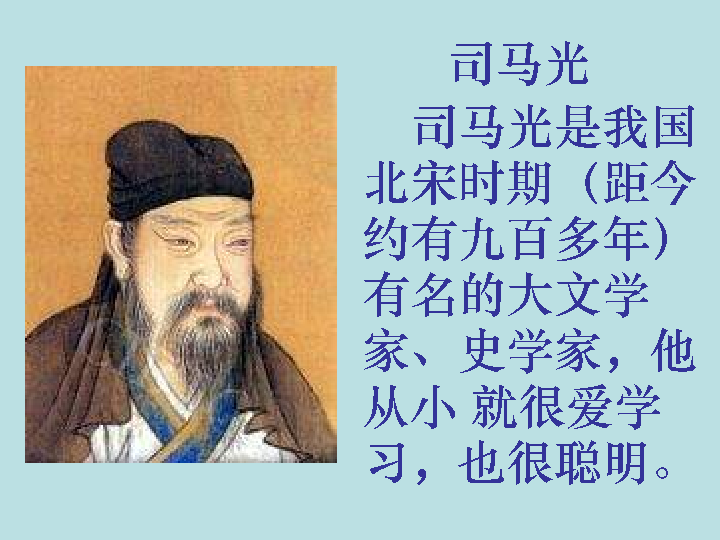 司马光
司马光是我国
北宋时期（距今
约有九百多年）
有名的大文学
家、史学家，他
从小 就很爱学
习，也很聪明。